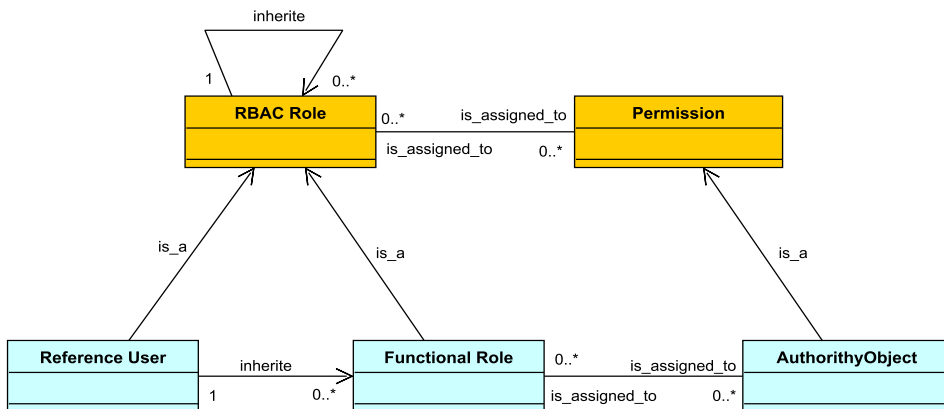 inherite
1
0..*
RBAC Role
0..*
is_assigned_to
Permission
is_assigned_to
0..*
is_a
is_a
is_a
Reference User
inherite
1
0..*
Functional Role
0..*
is_assigned_to
is_assigned_to
0..*
AuthorithyObject